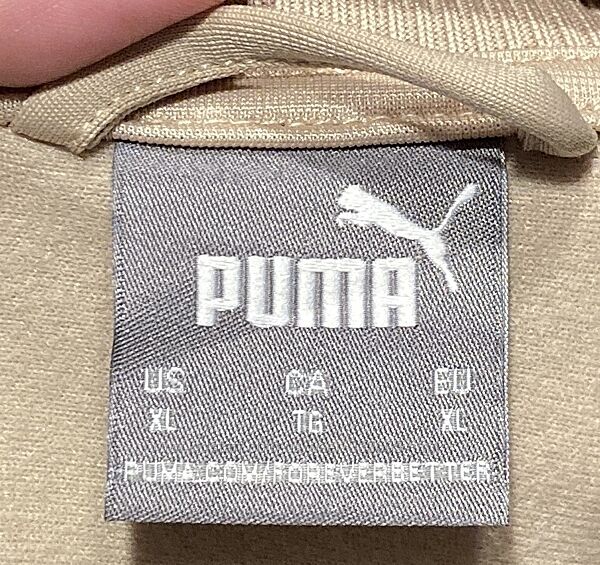 PUMA
US CA EU
XL TG XL
PUMA.COM/FOREVERBETTER